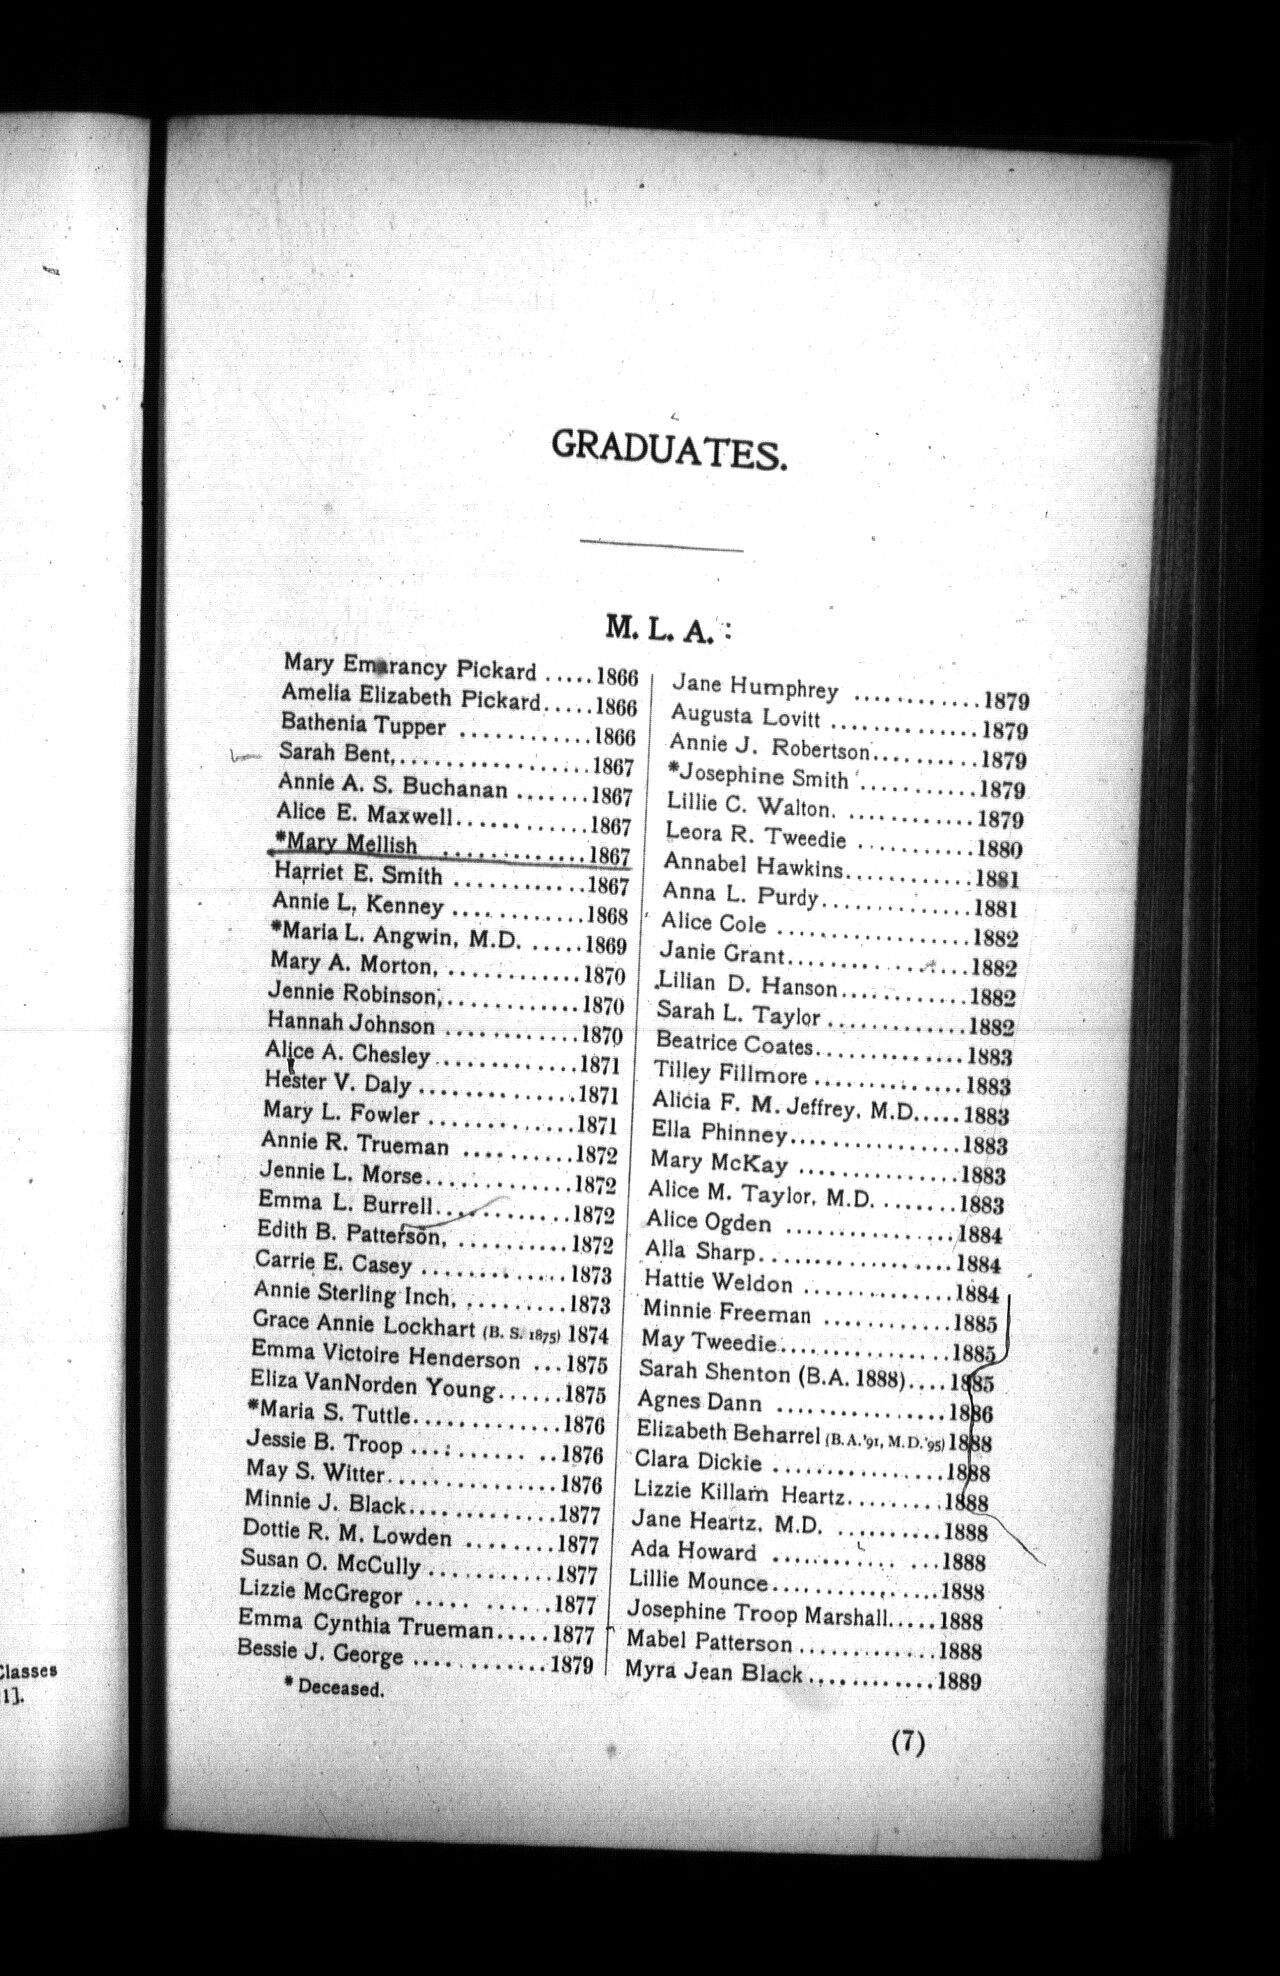 GRADUATES.
M. L. A. :
Mary Emarancy Pickard ..... 1866
Amelia Elizabeth Pickard..... 1866
Bathenia Tupper ............ 1866
Sarah Bent,................. 1867
Annie A. S. Buchanan ....... 1867
Alice E. Maxwell............ 1867
*Mary Mellish ............. 1867
Harriet E. Smith ............ 1867
Annie L. Kenney ............. 1868
*Maria L. Angwin, M.D. ..... 1869
Mary A. Morton, ............ 1870
Jennie Robinson,............ 1870
Hannah Johnson ............ 1870
Alice A. Chesley............. 1871
Hester V. Daly .............. 1871
Mary L. Fowler ............. 1871
Annie R. Trueman .......... 1872
Jennie L. Morse............. 1872
Emma L. Burrell............ 1872
Edith B. Patterson, .......... 1872
Carrie E. Casey ............. 1873
Annie Sterling Inch, ......... 1873
Grace Annie Lockhart (B. S. 1875) 1874
Emma Victoire Henderson ... 1875
Eliza VanNorden Young...... 1875
*Maria S. Tuttle............. 1876
Jessie B. Troop ............. 1876
May S. Witter............... 1876
Minnie J. Black............. 1877
Dottie R. M. Lowden ........ 1877
Susan O. McCully ........... 1877
Lizzie McGregor ..... ...... 1877
Emma Cynthia Trueman..... 1877
Bessie J. George ............ 1879
* Deceased.
Jane Humphrey ............ 1879
Augusta Lovitt .............. 1879
Annie J. Robertson.......... 1879
*Josephine Smith ........... 1879
Lillie C. Walton. ............ 1879
Leora R. Tweedie .......... 1880
Annabel Hawkins............ 1881
Anna L. Purdy.............. 1881
Alice Cole ................. 1882
Janie Grant................ 1882
Lilian D. Hanson............ 1882
Sarah L. Taylor ............. 1882
Beatrice Coates............. 1883
Tilley Fillmore .............. 1883
Alicia F. M. Jeffrey, M.D..... 1883
Ella Phinney................ 1883
Mary McKay ............... 1883
Alice M. Taylor, M.D. ....... 1883
Alice Ogden ................ 1884
Alla Sharp.................. 1884
Hattie Weldon .............. 1884
Minnie Freeman ............ 1885
May Tweedie................ 1885
Sarah Shenton (B.A. 1888).... 1885
Agnes Dann ................ 1886
Elizabeth Beharrel (B.A.'91, M.D.'95) 1888
Clara Dickie ................ 1888
Lizzie Killam Heartz......... 1888
Jane Heartz, M.D. .......... 1888
Ada Howard ............ ... 1888
Lillie Mounce................ 1888
Josephine Troop Marshall..... 1888
Mabel Patterson ............ 1888
Myra Jean Black............ 1889
(7)
Classes
1].